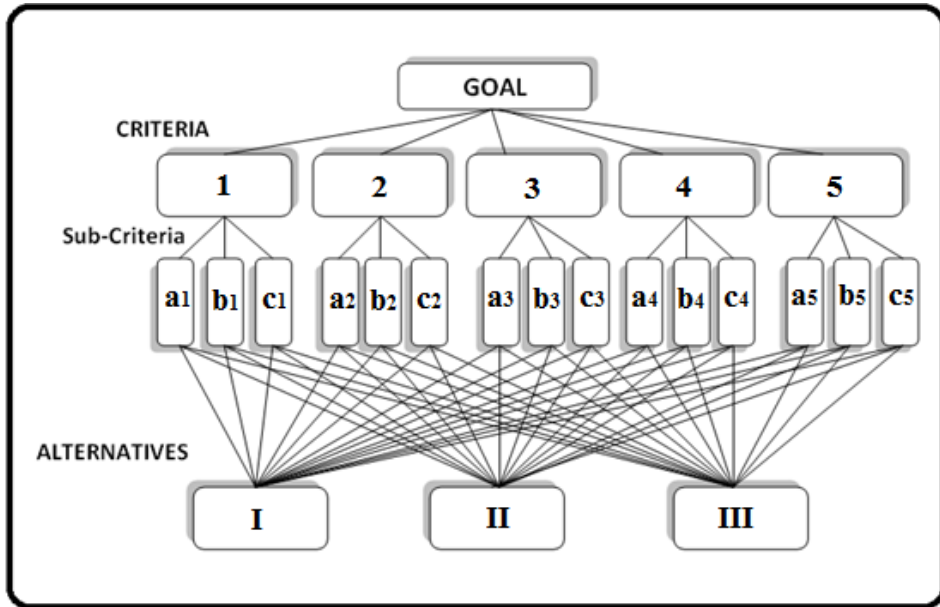 GOAL
CRITERIA
1 2 3 4 5
Sub-Criteria
a1 b1 c1 a2 b2 c2 a3 b3 c3 a4 b4 c4 a5 b5 c5
ALTERNATIVES
I II III